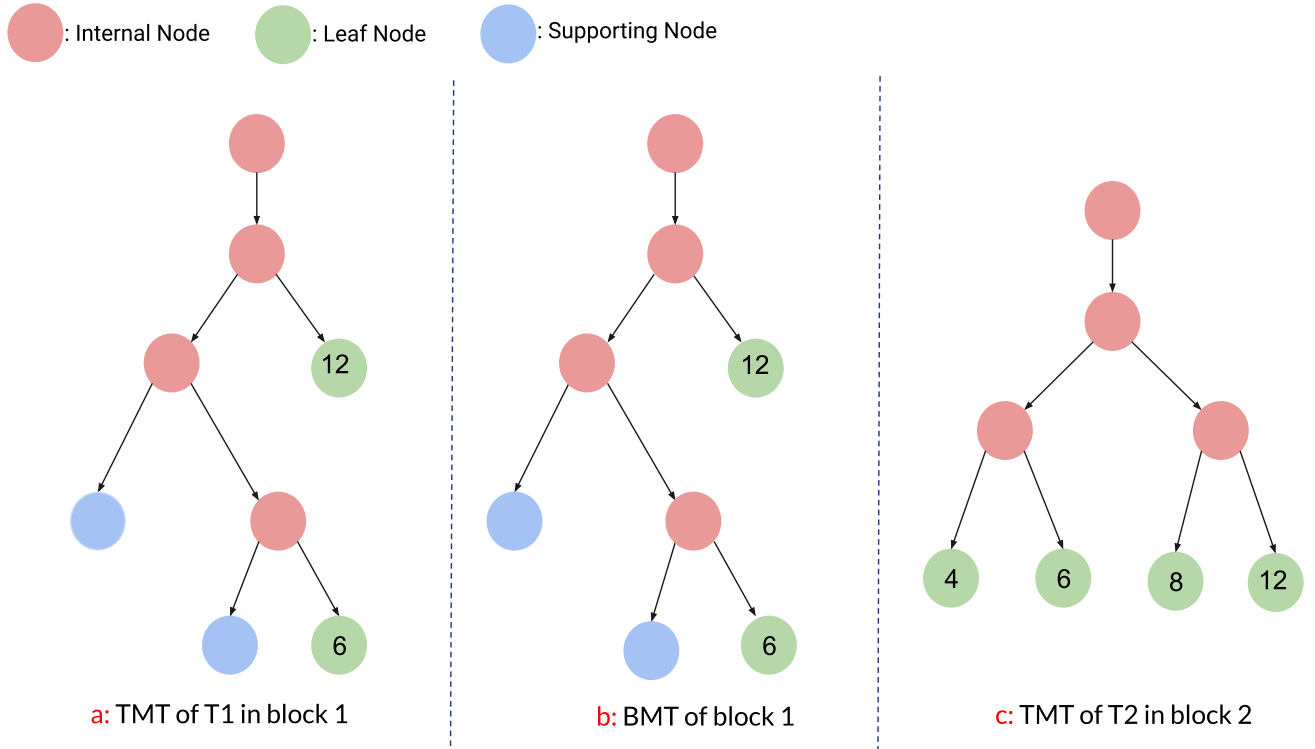 : Internal Node
: Leaf Node
: Supporting Node
12
6
a: TMT of T1 in block 1
12
6
b: BMT of block 1
4
6
8
12
c: TMT of T2 in block 2